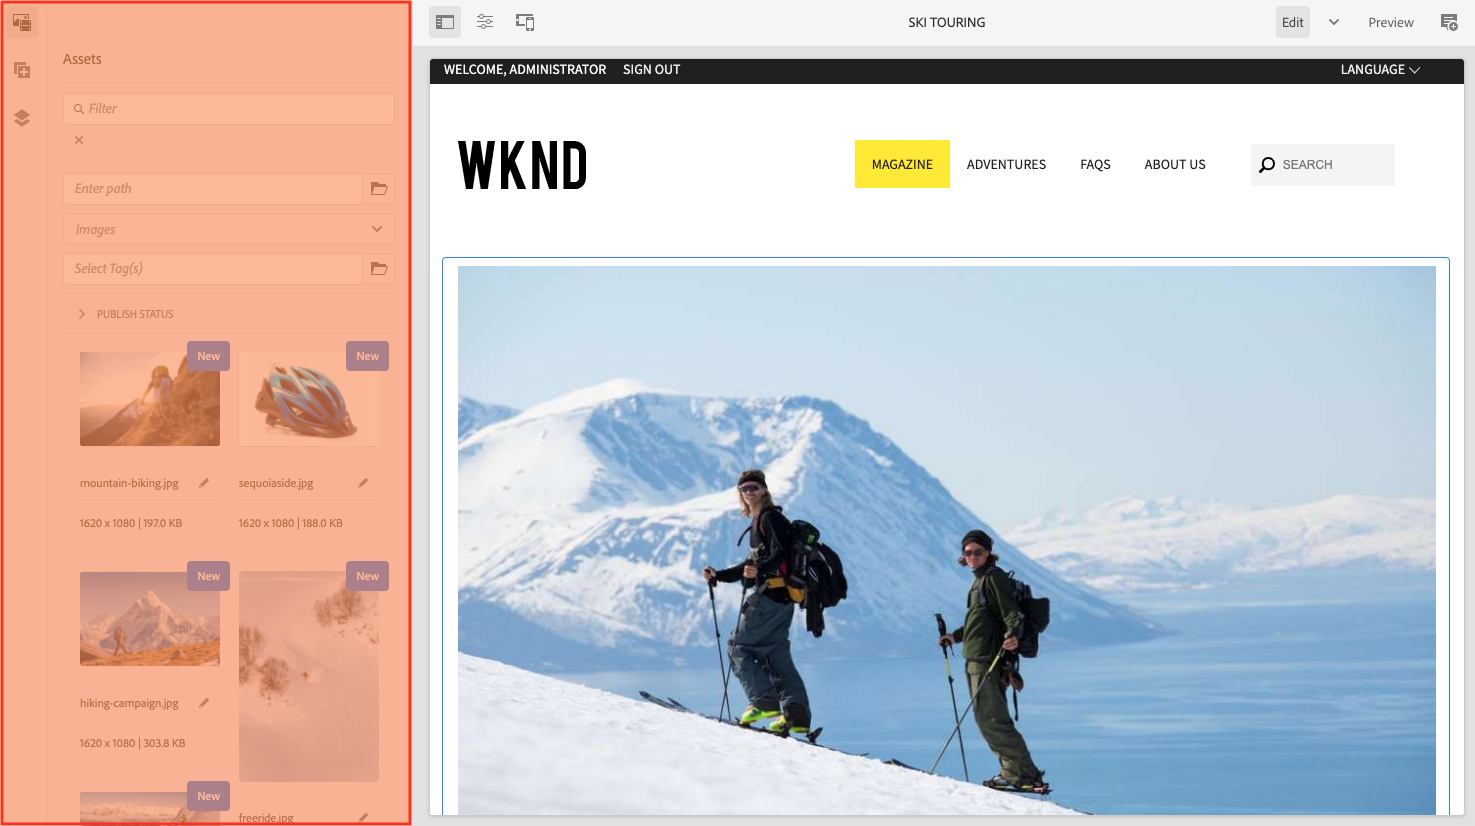 SKI TOURING
Edit
Preview
Assets
Filter
Enter path
Images
Select Tag(s)
PUBLISH STATUS
New
New
mountain-biking.jpg
sequoiaside.jpg
1620 x 1080 | 197.0 KB
1620 x 1080 | 188.0 KB
New
New
hiking-campaign.jpg
1620 x 1080 | 303.8 KB
New
freeride.jpg
WELCOME, ADMINISTRATOR
SIGN OUT
LANGUAGE
WKND
MAGAZINE
ADVENTURES
FAQS
ABOUT US
SEARCH